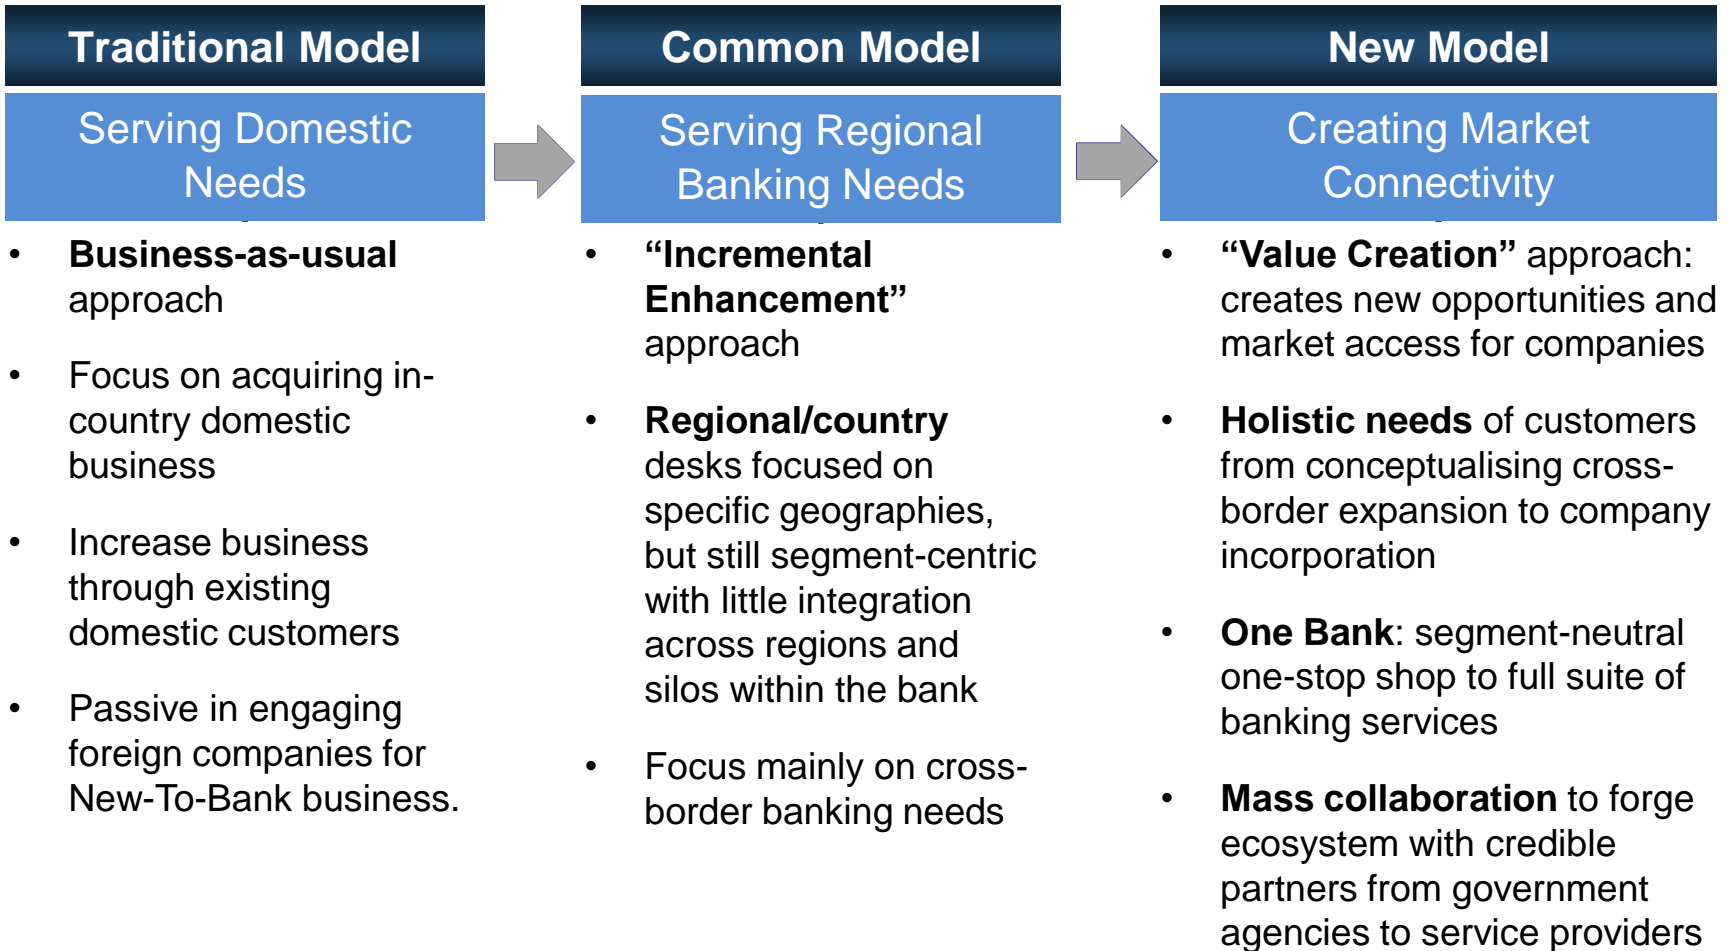 Traditional Model
Serving Domestic
Needs
• Business-as-usual
approach
• Focus on acquiring in-
country domestic
business
• Increase business
through existing
domestic customers
• Passive in engaging
foreign companies for
New-To-Bank business.
Common Model
Serving Regional
Banking Needs
• “Incremental
Enhancement”
approach
• Regional/country
desks focused on
specific geographies,
but still segment-centric
with little integration
across regions and
silos within the bank
• Focus mainly on cross-
border banking needs
New Model
Creating Market
Connectivity
• “Value Creation” approach:
creates new opportunities and
market access for companies
• Holistic needs of customers
from conceptualising cross-
border expansion to company
incorporation
• One Bank: segment-neutral
one-stop shop to full suite of
banking services
• Mass collaboration to forge
ecosystem with credible
partners from government
agencies to service providers